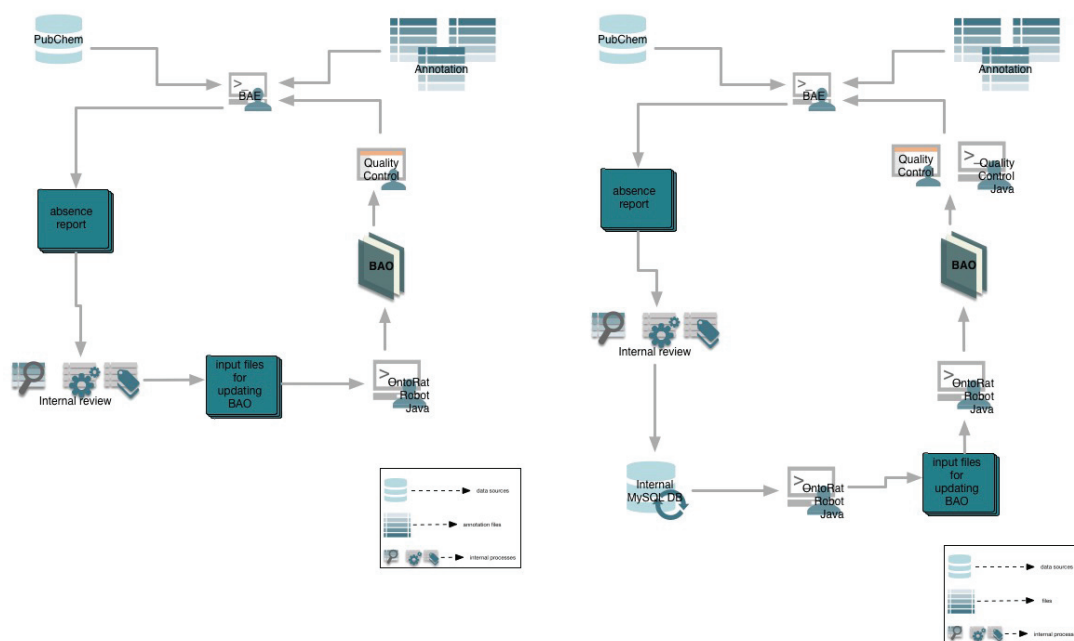 PubChem
Annotation
>_
BAE
Quality
Control
absence
report
BAO
Internal review
input files
for
updating
BAO
>_
OntoRat
Robot
Java
data sources
annotation files
internal processes
PubChem
Annotation
>_
BAE
Quality
Control
>_
Quality
Control
Java
absence
report
BAO
Internal review
>_
OntoRat
Robot
Java
Internal
MySQL DB
>_
OntoRat
Robot
Java
input files
for
updating
BAO
data sources
files
internal process